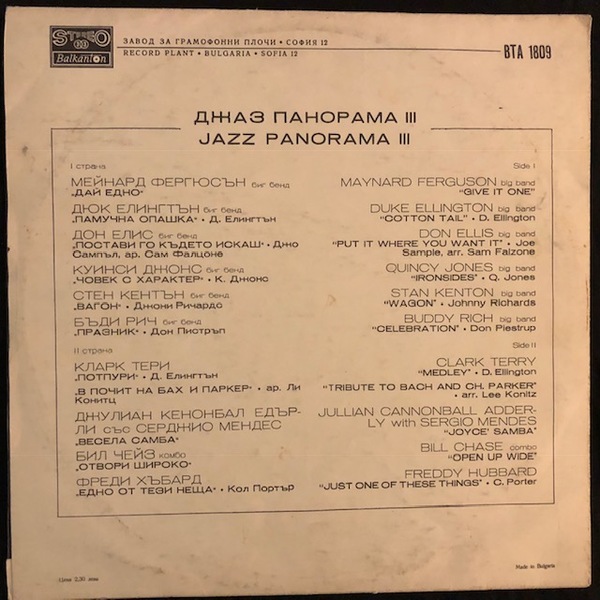 STEREO
Balkanton
ЗАВОД ЗА ГРАМОФОННИ ПЛОЧИ • СОФИЯ 12
RECORD PLANT • BULGARIA • SOFIA 12
BTA 1809
ДЖАЗ ПАНОРАМА III
JAZZ PANORAMA III
I страна
МЕЙНАРД ФЕРГЮСЪН биг бенд
„ДАЙ ЕДНО“
ДЮК ЕЛИНГТЪН биг бенд
„ПАМУЧНА ОПАШКА“ • Д. Елингтън
ДОН ЕЛИС биг бенд
„ПОСТАВИ ГО КЪДЕТО ИСКАШ“ • Джо
Сампъл, ар. Сам Фалцоне
КУИНСИ ДЖОНС биг бенд
„ЧОВЕК С ХАРАКТЕР“ • К. Джонс
СТЕН КЕНТЪН биг бенд
„ВАГОН“ • Джони Ричардс
БЪДИ РИЧ биг бенд
„ПРАЗНИК“ • Дон Пистръп
II страна
КЛАРК ТЕРИ
„ПОТПУРИ“ • Д. Елингтън
„В ПОЧИТ НА БАХ И ПАРКЕР“ • ар. Ли
Конитц
ДЖУЛИАН КЕНОНБАЛ ЕДЪР-
ЛИ със СЕРДЖИО МЕНДЕС
„ВЕСЕЛА САМБА“
БИЛ ЧЕЙЗ комбо
„ОТВОРИ ШИРОКО“
ФРЕДИ ХЪБАРД
„ЕДНО ОТ ТЕЗИ НЕЩА“ • Кол Портър
Side I
MAYNARD FERGUSON big band
“GIVE IT ONE”
DUKE ELLINGTON big band
“COTTON TAIL” • D. Ellington
DON ELLIS big band
“PUT IT WHERE YOU WANT IT” • Joe
Sample, arr. Sam Falzone
QUINCY JONES big band
“IRONSIDES” • Q. Jones
STAN KENTON big band
“WAGON” • Johnny Richards
BUDDY RICH big band
“CELEBRATION” • Don Piestrup
Side II
CLARK TERRY
“MEDLEY” • D. Ellington
“TRIBUTE TO BACH AND CH. PARKER”
• arr. Lee Konitz
JULLIAN CANNONBALL ADDER-
LY with SERGIO MENDES
“JOYCE' SAMBA”
BILL CHASE combo
“OPEN UP WIDE”
FREDDY HUBBARD
“JUST ONE OF THESE THINGS” • C. Porter
Цена 2,30 лева
Made in Bulgaria